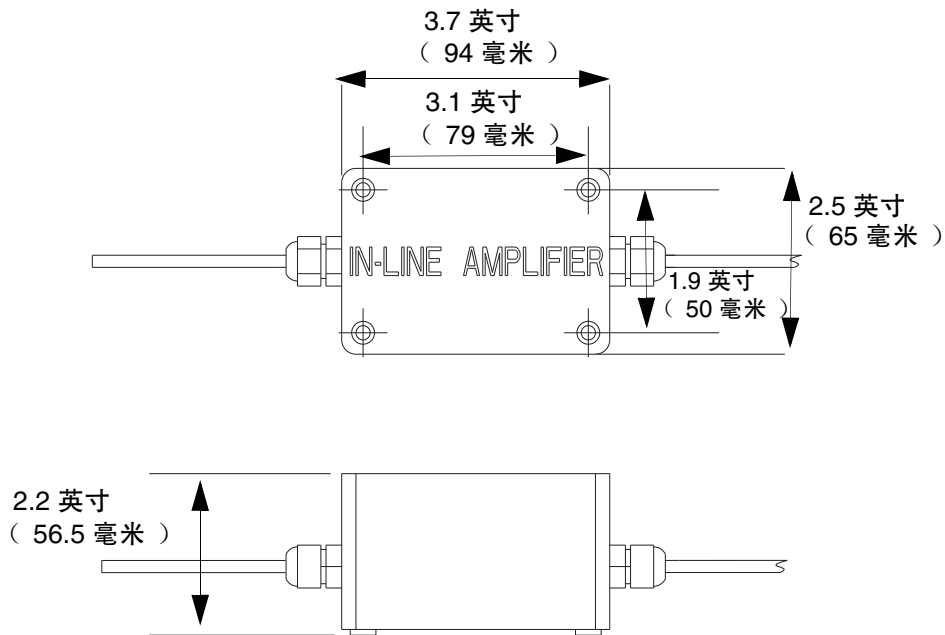 3.7 英寸
（ 94 毫米 ）
3.1 英寸
（ 79 毫米 ）
2.5 英寸
（ 65 毫米 ）
IN-LINE AMPLIFIER
1.9 英寸
（ 50 毫米 ）
2.2 英寸
（ 56.5 毫米 ）